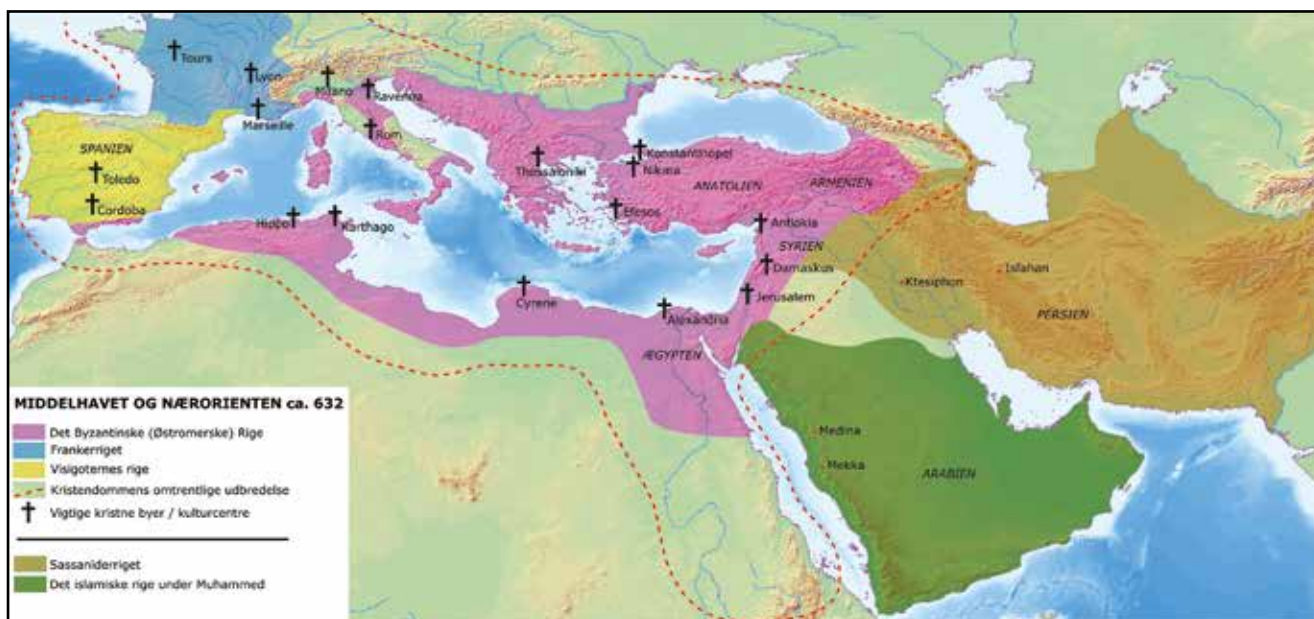 Tours
Lyon
Milano
Ravenna
Marseille
Rom
SPANIEN
Toledo
Cordoba
Konstantinopel
Nikæa
Thessaloniki
ANATOLIEN
ARMENIEN
Efesos
Hippo
Karthago
Antiokia
SYRIEN
Damaskus
Ktesiphon
Isfahan
Cyrene
Alexandria
Jerusalem
PERSIEN
ÆGYPTEN
Medina
Mekka
ARABIEN
MIDDELHAVET OG NÆRORIENTEN ca. 632
Det Byzantinske (Østromerske) Rige
Frankerriget
Visigoternes rige
Kristendommens omtrentlige udbredelse
Vigtige kristne byer / kulturcentre
Sassaniderriget
Det islamiske rige under Muhammed